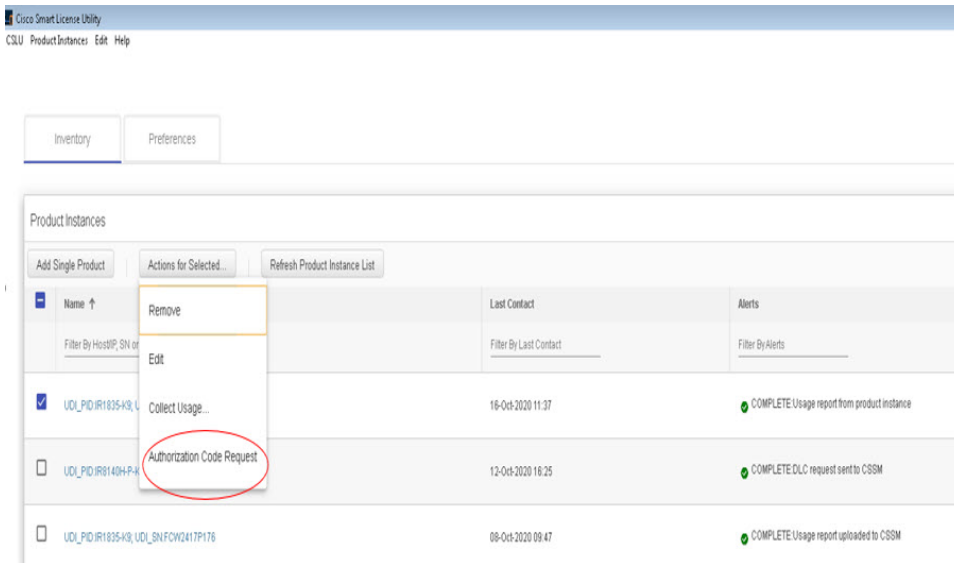 Cisco Smart License Utility
CSLU Product Instances Edit Help
Inventory Preferences
Product Instances
Add Single Product Actions for Selected... Refresh Product Instance List
Name ↑ Last Contact Alerts
Remove
Filter By Host/IP, SN or Filter By Last Contact Filter By Alerts
Edit
UDI_PID:IR1835-K9; U 16-Oct-2020 11:37 COMPLETE:Usage report from product instance
Collect Usage...
Authorization Code Request
UDI_PID:IR8140H-P-K 12-Oct-2020 16:25 COMPLETE:DLC request sent to CSSM
UDI_PID:IR1835-K9; UDI_SN:FCW2417P176 08-Oct-2020 09:47 COMPLETE:Usage report uploaded to CSSM